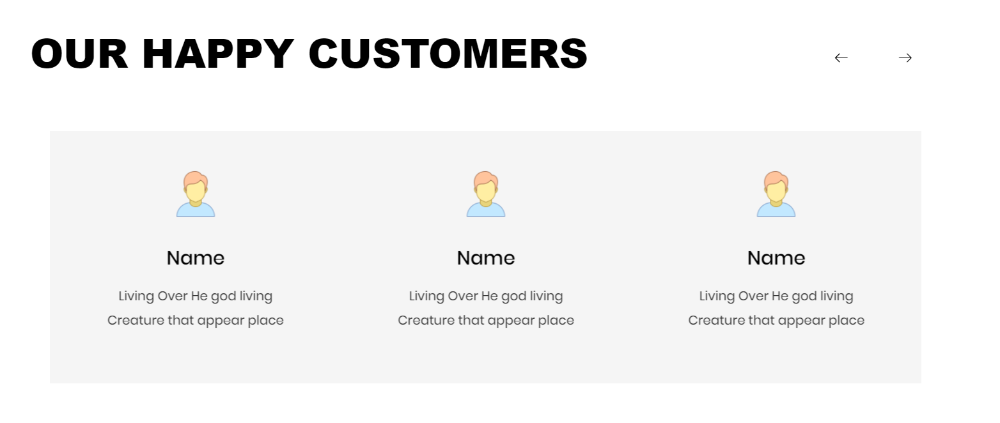 OUR HAPPY CUSTOMERS
Name
Living Over He god living
Creature that appear place
Name
Living Over He god living
Creature that appear place
Name
Living Over He god living
Creature that appear place